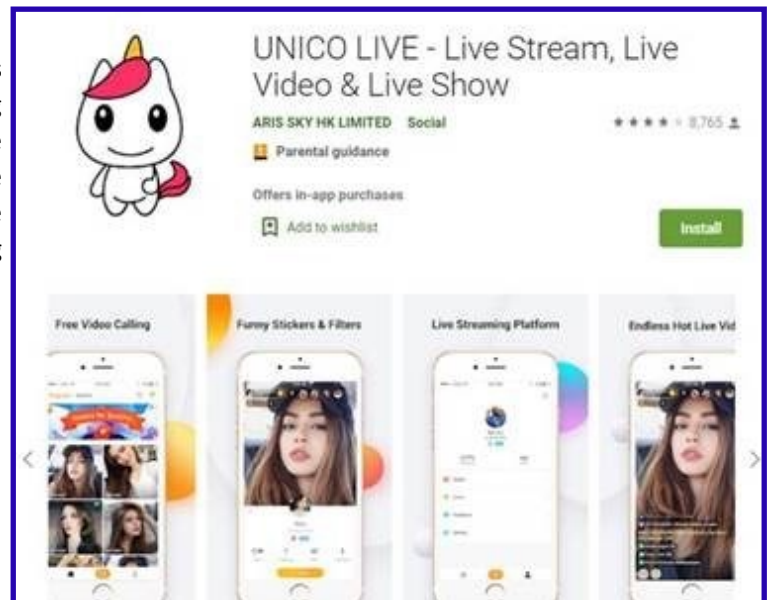 UNICO LIVE - Live Stream, Live
Video & Live Show
ARIS SKY HK LIMITED Social
8,765
Parental guidance
Offers in-app purchases
Add to wishlist
Install
Free Video Calling
Funny Stickers & Filters
Live Streaming Platform
Endless Hot Live Vid